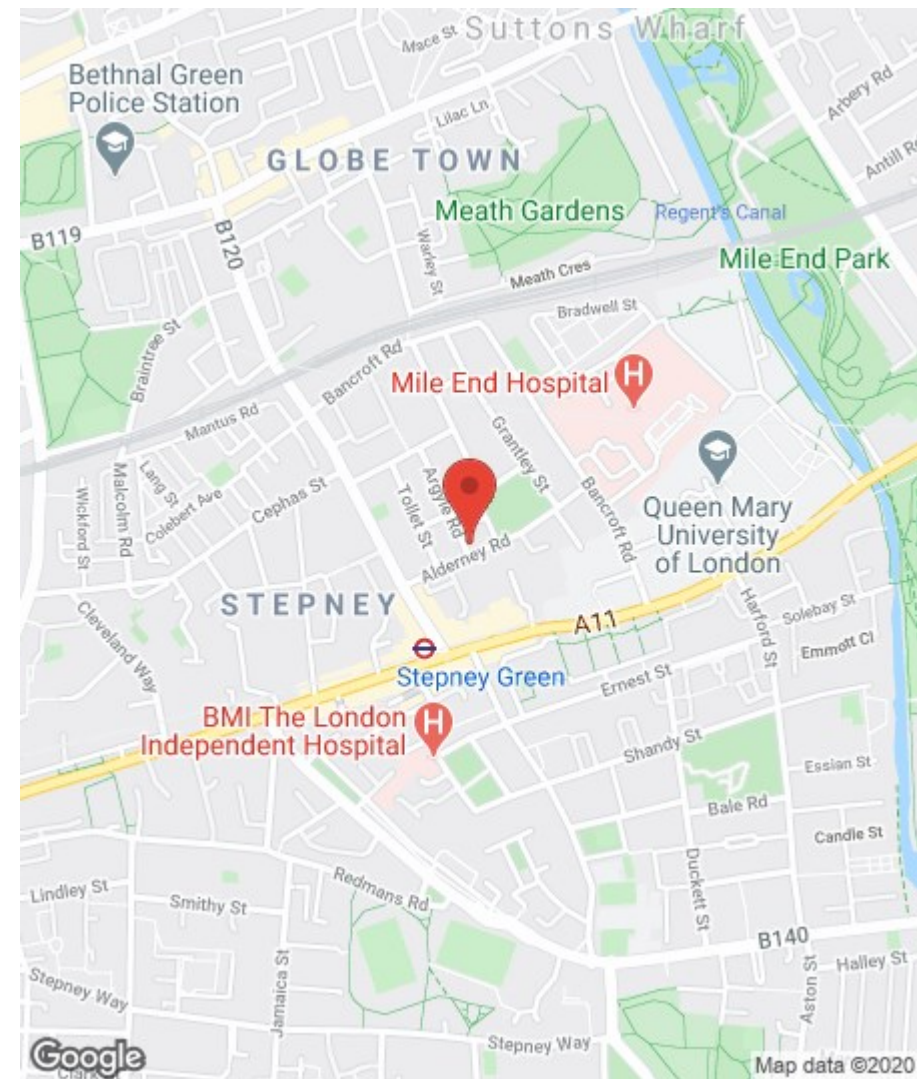 Suttons Wharf
Mace St
Bethnal Green
Police Station
Arbery Rd
Lilac Ln
GLOBE TOWN
Antill Rd
Meath Gardens
Regent's Canal
B119
B120
Warley St
Mile End Park
Meath Cres
Bradwell St
Braintree St
Bancroft Rd
Mile End Hospital
H
Mantus Rd
Grantley St
Lang St
Colebert Ave
Malcolm Rd
Wickford St
Cephas St
Argyle Rd
Tollet St
Bancroft Rd
Queen Mary
University
of London
Alderney Rd
STEPNEY
A11
Harford St
Solebay St
Cleveland Way
Emmott Cl
Stepney Green
Ernest St
BMI The London
Independent Hospital
H
Shandy St
Essian St
Bale Rd
Candle St
Duckett St
Redmans Rd
Lindley St
Smithy St
B140
Halley St
Aston St
Jamaica St
Stepney Way
Stepney Way
Google
Map data ©2020